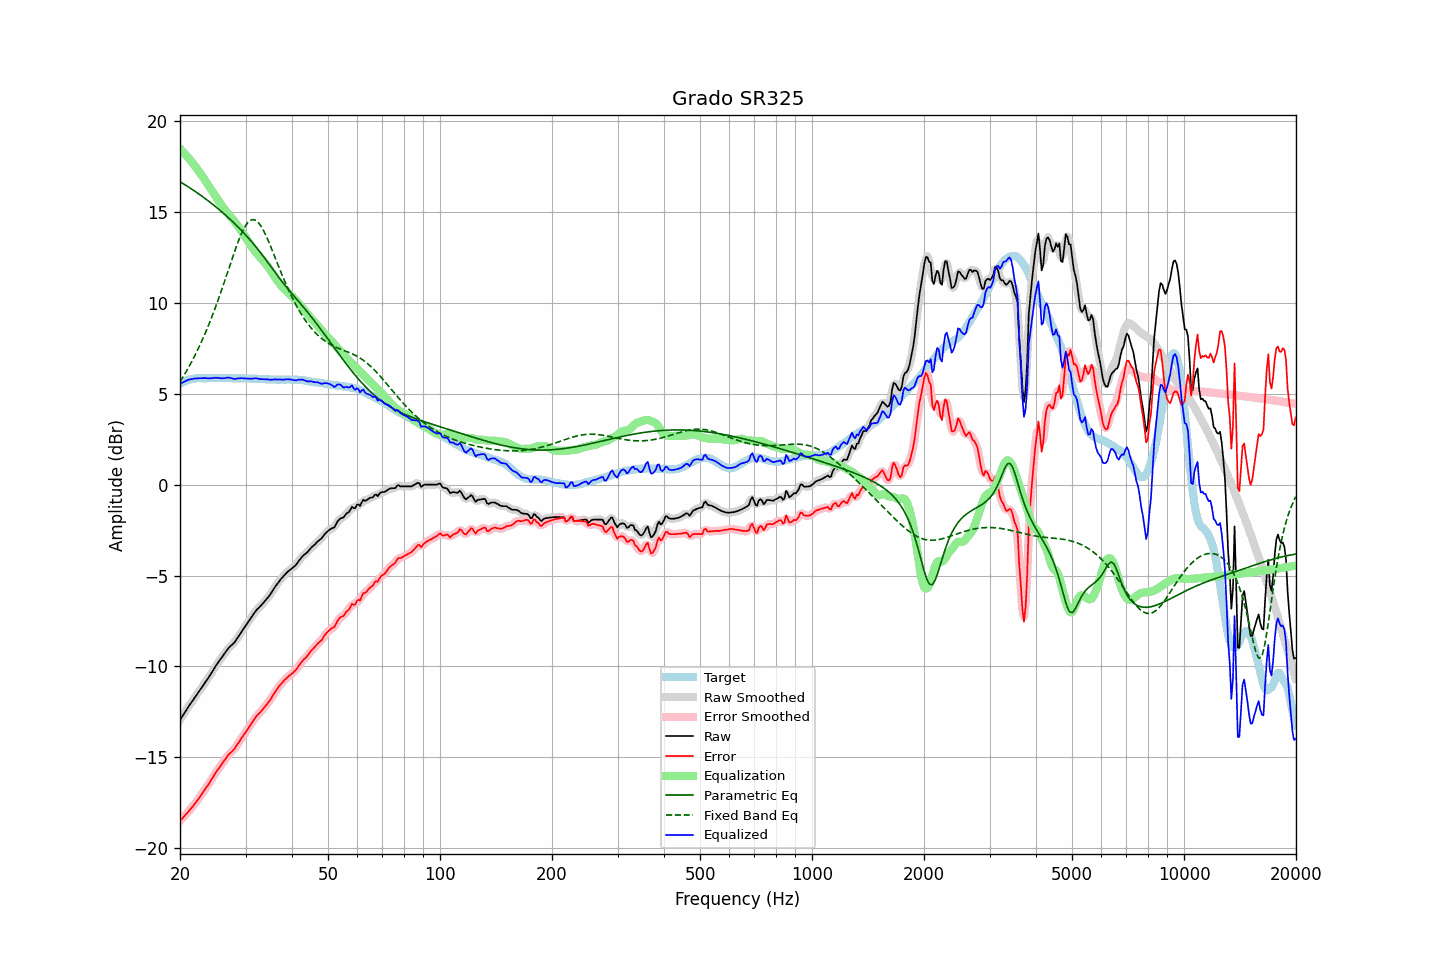 Grado SR325
Amplitude (dBr)
20
15
10
5
0
−5
−10
−15
−20
Target
Raw Smoothed
Error Smoothed
Raw
Error
Equalization
Parametric Eq
Fixed Band Eq
Equalized
20 50 100 200 500 1000 2000 5000 10000 20000
Frequency (Hz)